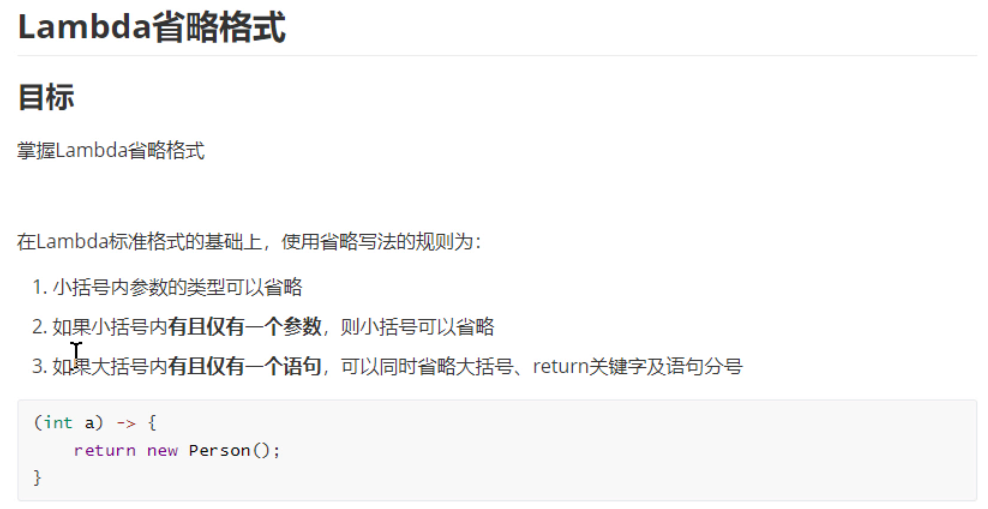 Lambda省略格式
目标
掌握Lambda省略格式
在Lambda标准格式的基础上，使用省略写法的规则为：
1. 小括号内参数的类型可以省略
2. 如果小括号内有且仅有一个参数，则小括号可以省略
3. 如果大括号内有且仅有一个语句，可以同时省略大括号、return关键字及语句分号
(int a) -> {
    return new Person();
}